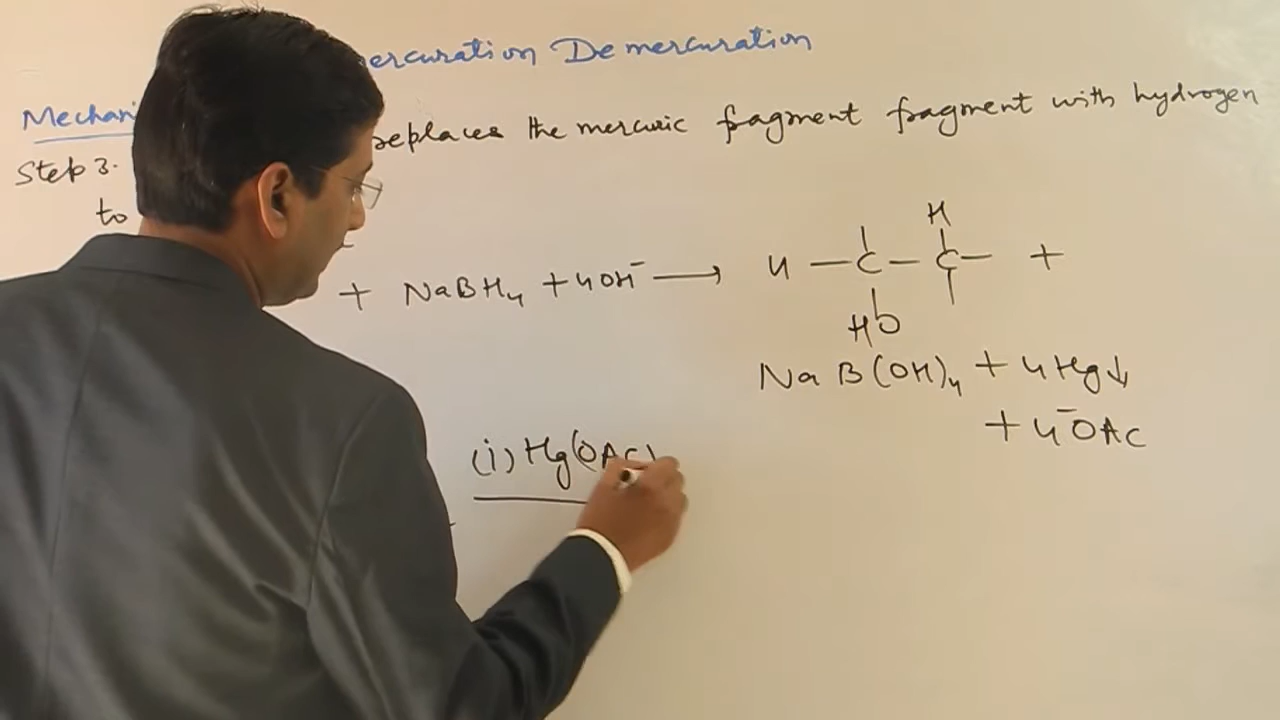 ercuration Demercuration
Mechani
replaces the mercuric fragment fragment with hydrogen
Step 3.
to
H
+ NaBH4 + 4OH⁻ → 4 —C—C— +
HO
NaB(OH)4 + 4Hg↓
+ 4⁻OAc
(i) Hg(OAc)